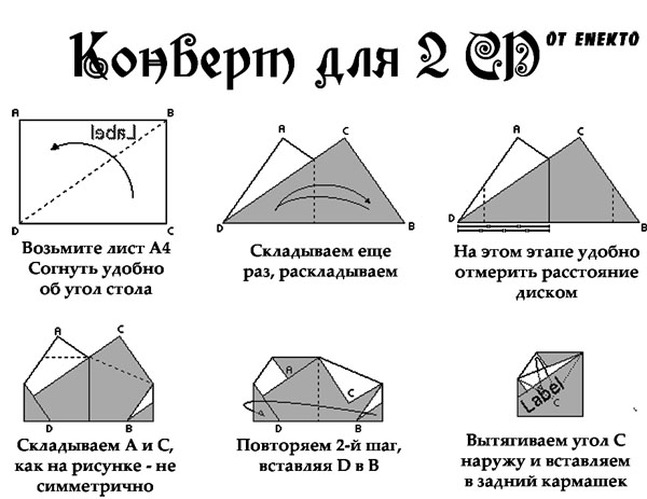 Конверт для 2 CD
ОТ ENEKTO
A B
Label
D C
Возьмите лист А4
Согнуть удобно
об угол стола
A C
D B
Складываем еще
раз, раскладываем
A C
D B
На этом этапе удобно
отмерить расстояние
диском
A C
D B
Складываем А и С,
как на рисунке - не
симметрично
A
C
D B
Повторяем 2-й шаг,
вставляя D в В
Label
C
Вытягиваем угол С
наружу и вставляем
в задний кармашек